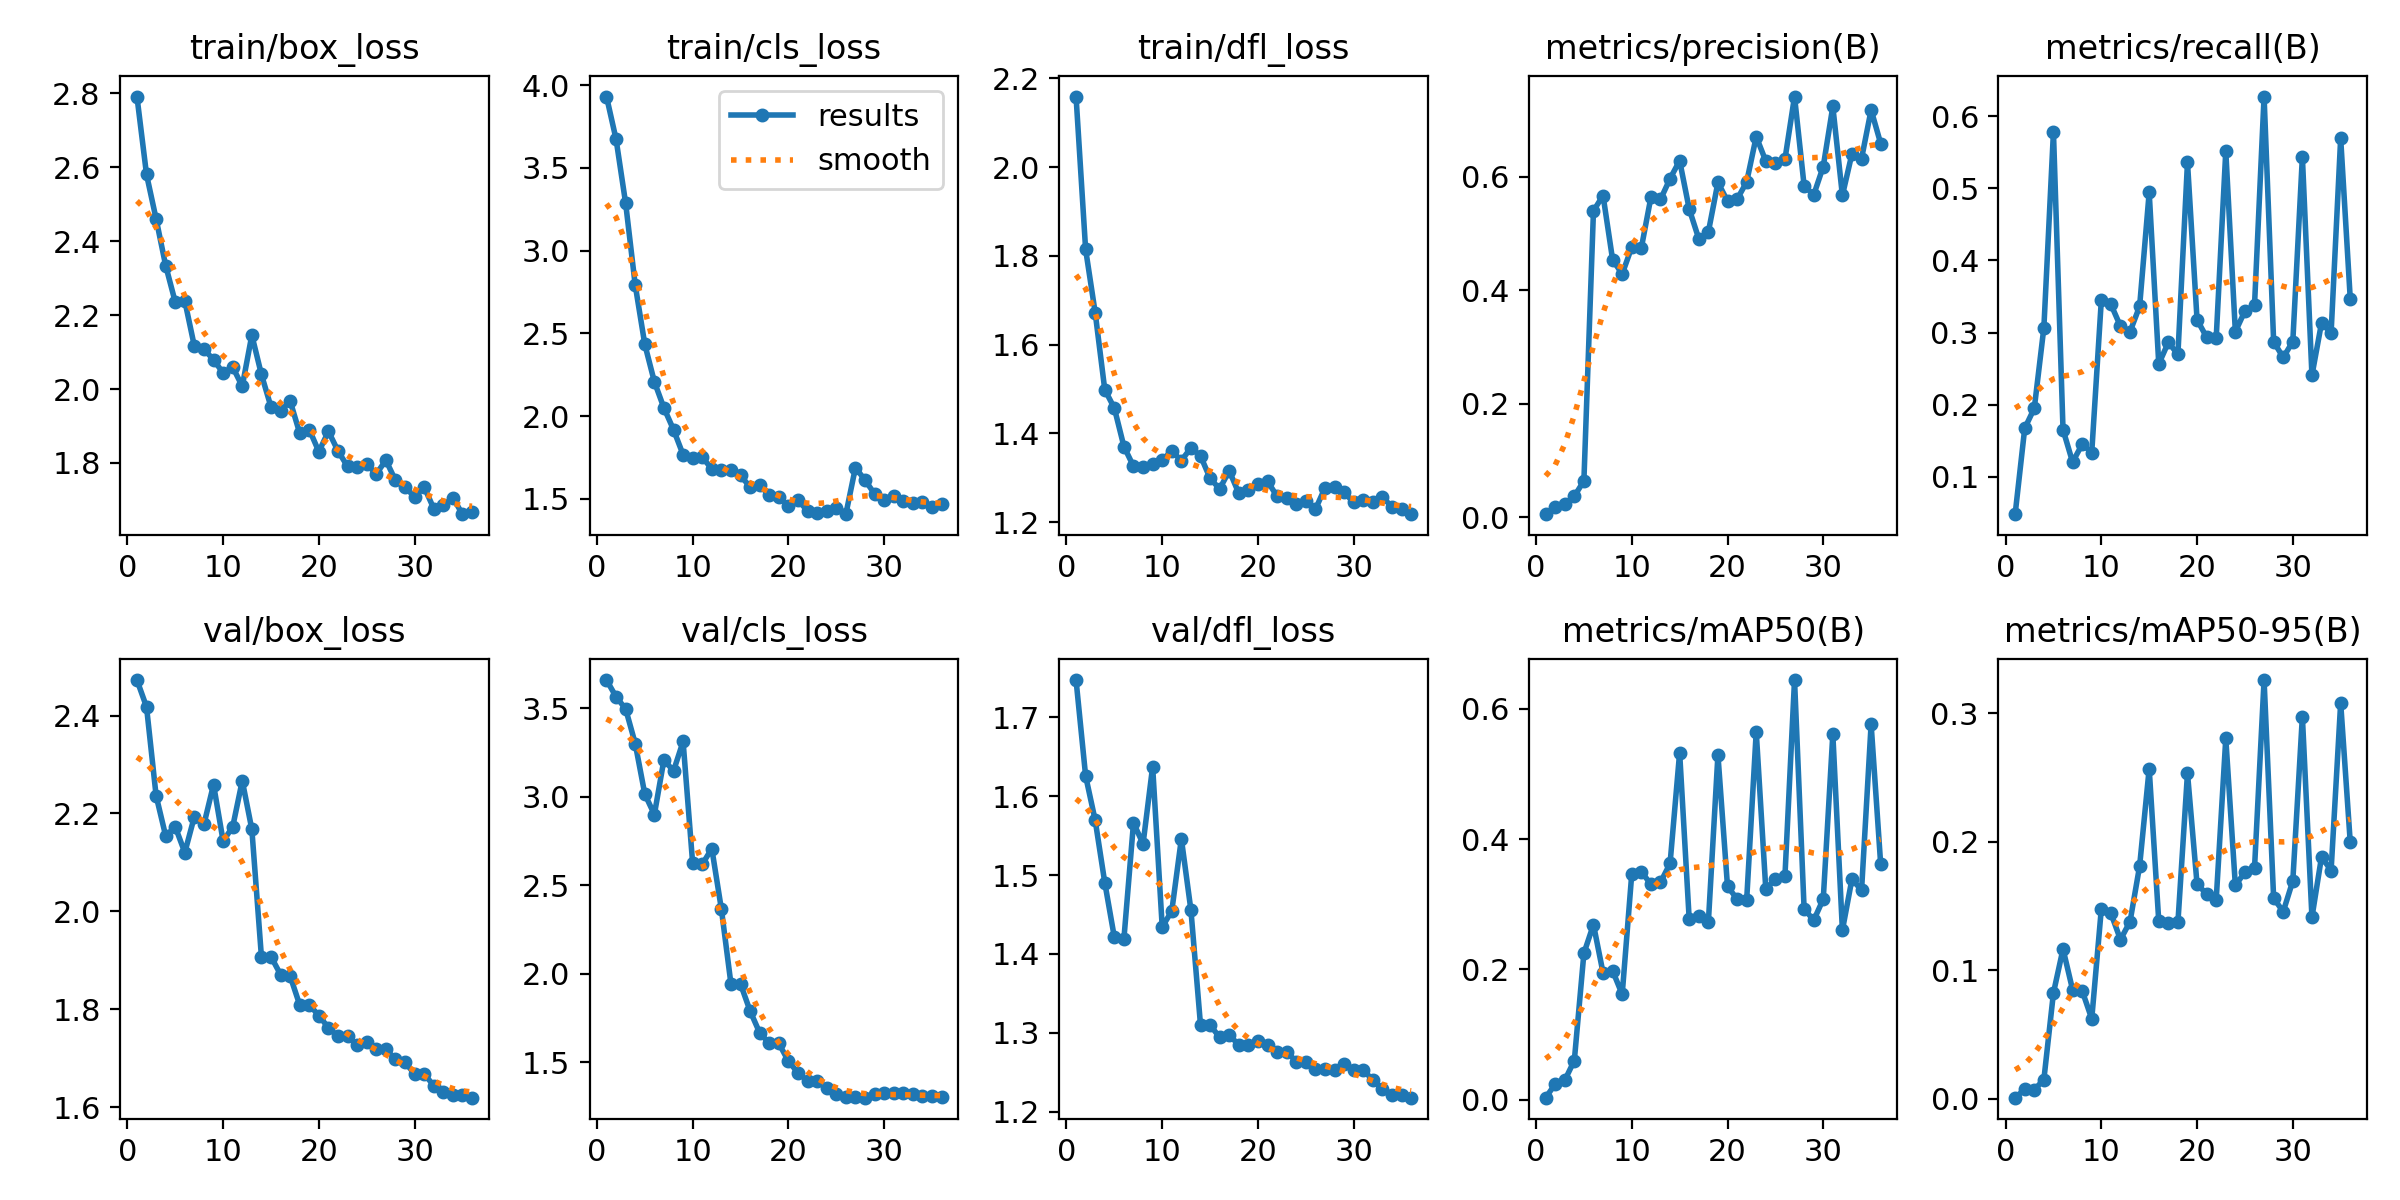 train/box_loss
2.8
2.6
2.4
2.2
2.0
1.8
0 10 20 30
train/cls_loss
results
smooth
4.0
3.5
3.0
2.5
2.0
1.5
0 10 20 30
train/dfl_loss
2.2
2.0
1.8
1.6
1.4
1.2
0 10 20 30
metrics/precision(B)
0.6
0.4
0.2
0.0
0 10 20 30
metrics/recall(B)
0.6
0.5
0.4
0.3
0.2
0.1
0 10 20 30
val/box_loss
2.4
2.2
2.0
1.8
1.6
0 10 20 30
val/cls_loss
3.5
3.0
2.5
2.0
1.5
0 10 20 30
val/dfl_loss
1.7
1.6
1.5
1.4
1.3
1.2
0 10 20 30
metrics/mAP50(B)
0.6
0.4
0.2
0.0
0 10 20 30
metrics/mAP50-95(B)
0.3
0.2
0.1
0.0
0 10 20 30